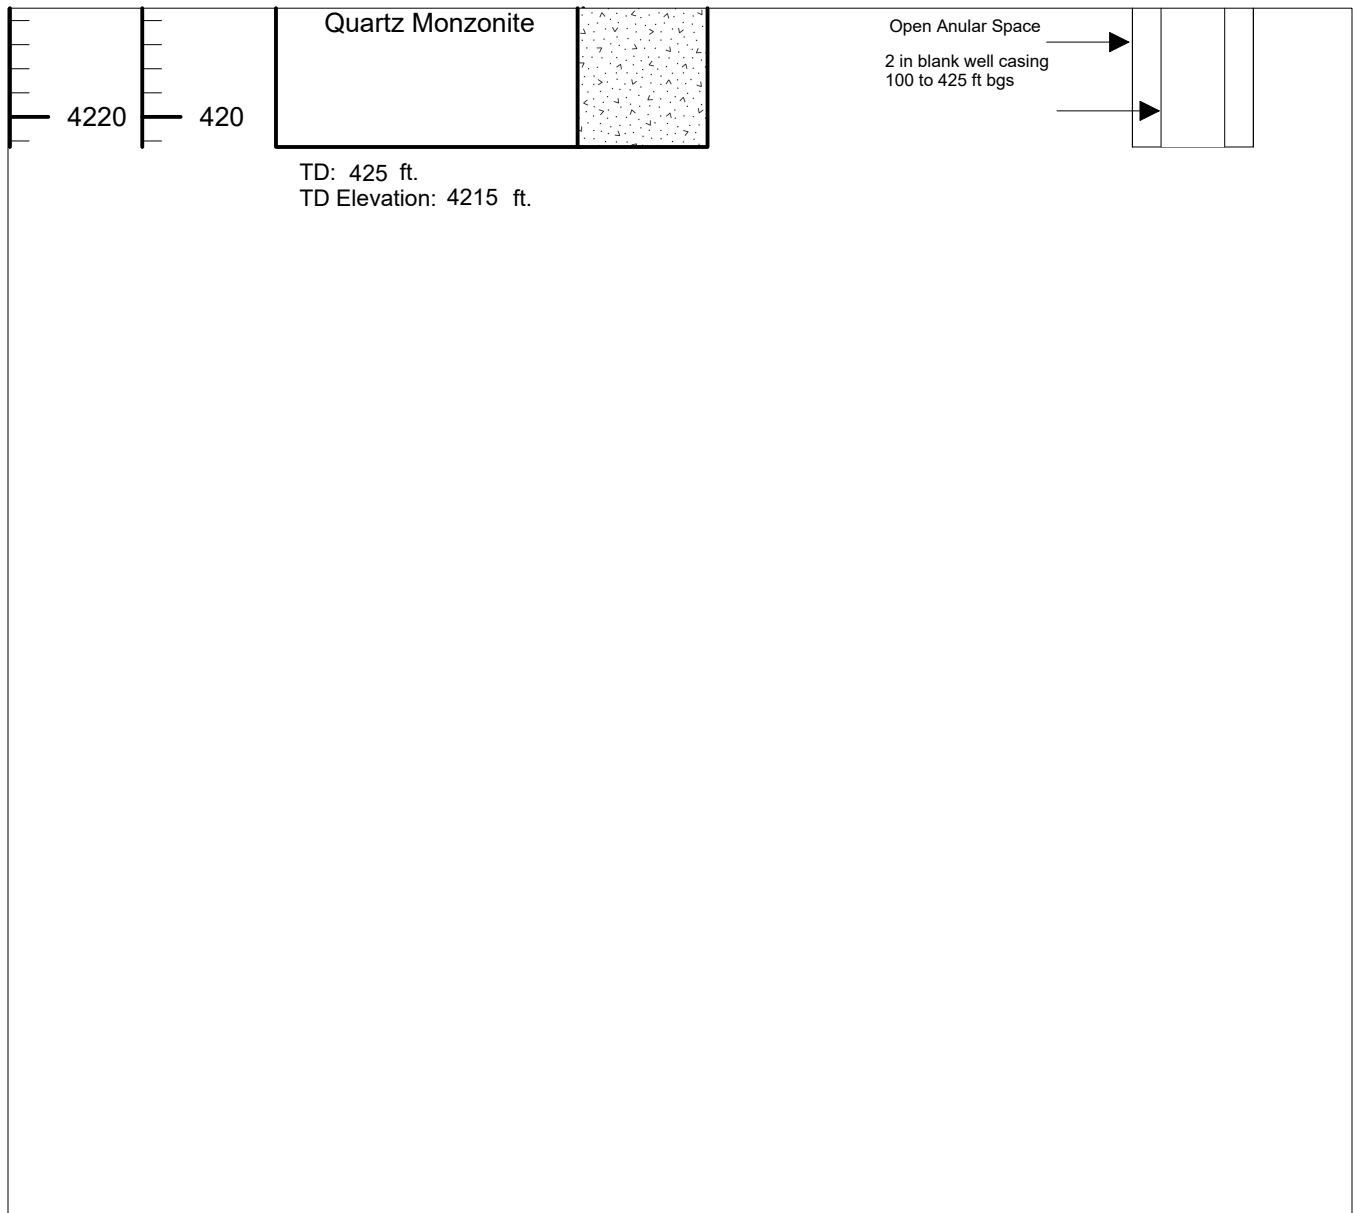 Quartz Monzonite
Open Anular Space
2 in blank well casing
100 to 425 ft bgs
4220
420
TD: 425 ft.
TD Elevation: 4215 ft.